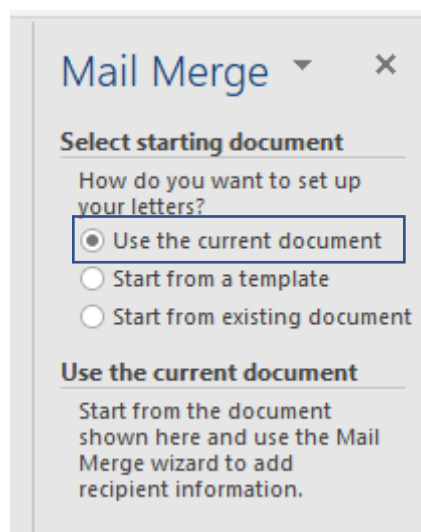 Mail Merge
Select starting document
How do you want to set up
your letters?
Use the current document
Start from a template
Start from existing document
Use the current document
Start from the document
shown here and use the Mail
Merge wizard to add
recipient information.